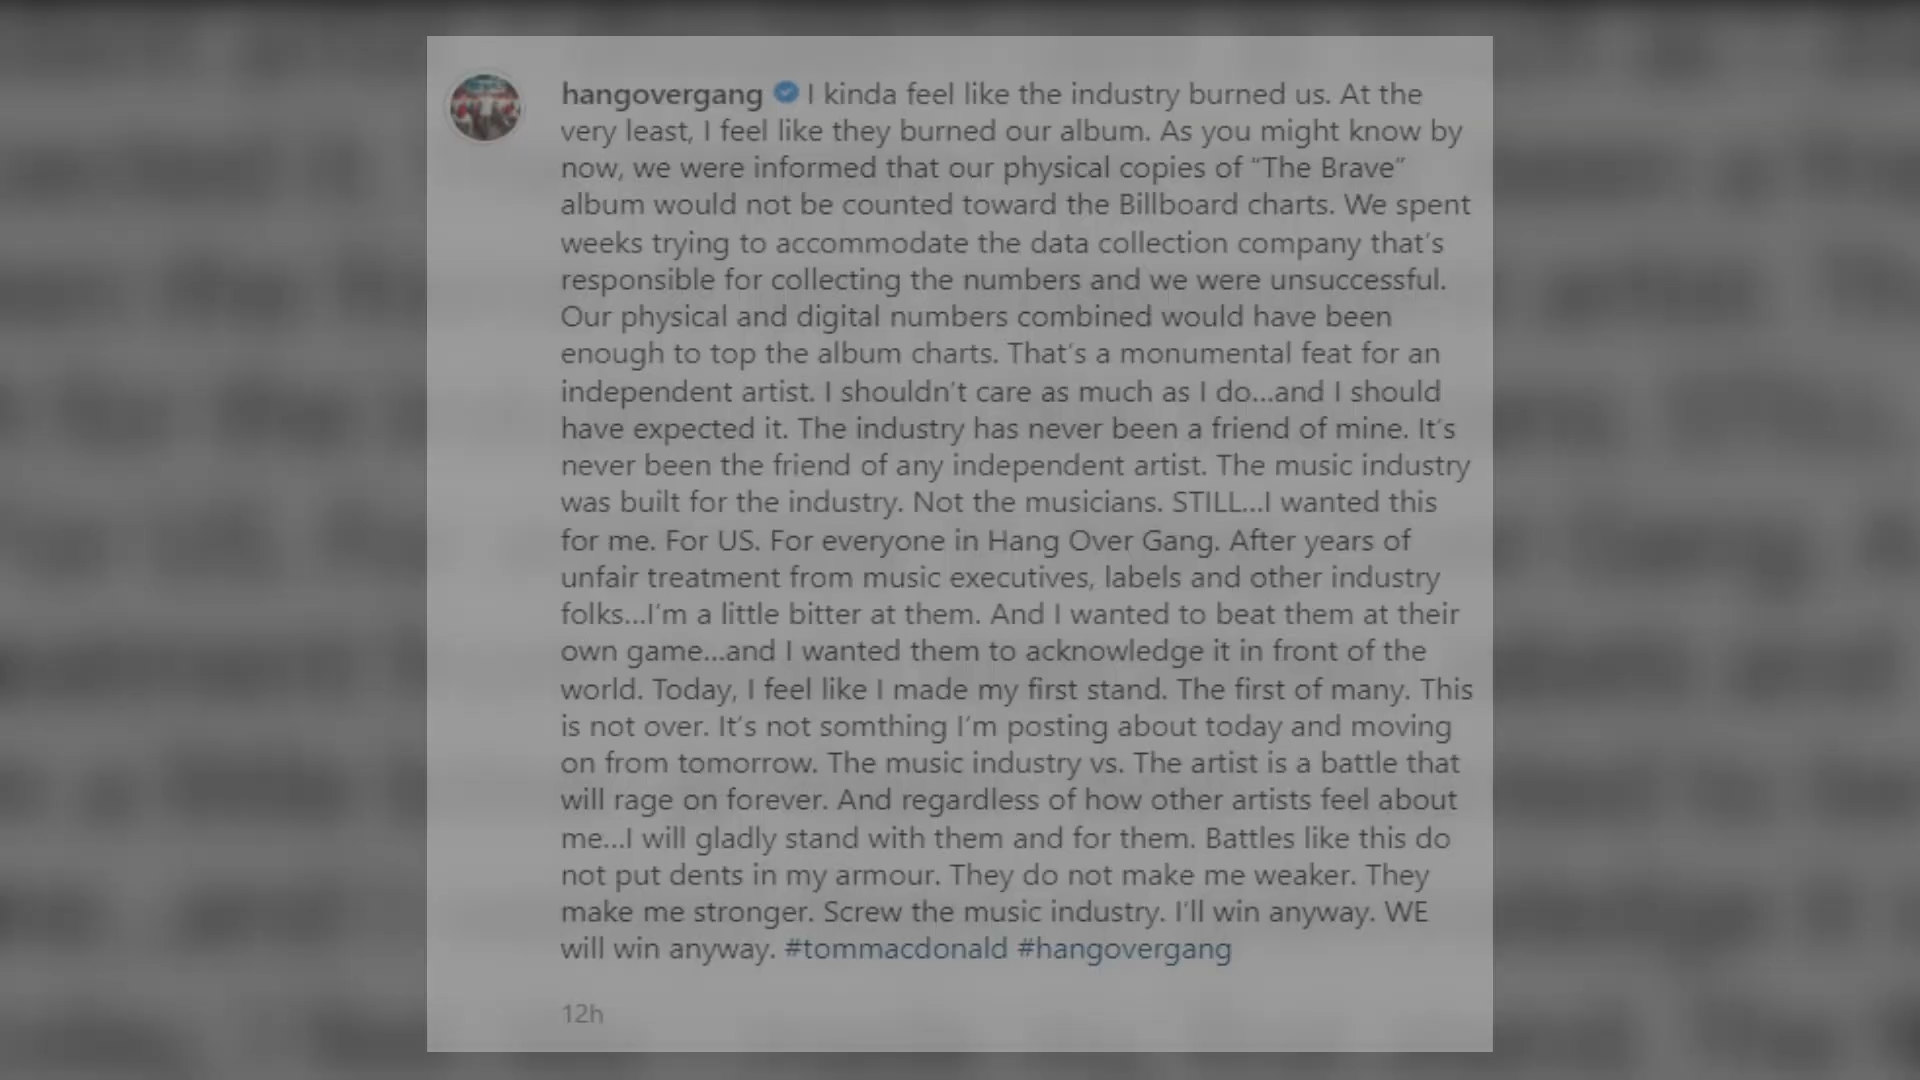 hangovergang I kinda feel like the industry burned us. At the
very least, I feel like they burned our album. As you might know by
now, we were informed that our physical copies of “The Brave”
album would not be counted toward the Billboard charts. We spent
weeks trying to accommodate the data collection company that’s
responsible for collecting the numbers and we were unsuccessful.
Our physical and digital numbers combined would have been
enough to top the album charts. That’s a monumental feat for an
independent artist. I shouldn’t care as much as I do...and I should
have expected it. The industry has never been a friend of mine. It’s
never been the friend of any independent artist. The music industry
was built for the industry. Not the musicians. STILL...I wanted this
for me. For US. For everyone in Hang Over Gang. After years of
unfair treatment from music executives, labels and other industry
folks...I’m a little bitter at them. And I wanted to beat them at their
own game...and I wanted them to acknowledge it in front of the
world. Today, I feel like I made my first stand. The first of many. This
is not over. It’s not somthing I’m posting about today and moving
on from tomorrow. The music industry vs. The artist is a battle that
will rage on forever. And regardless of how other artists feel about
me...I will gladly stand with them and for them. Battles like this do
not put dents in my armour. They do not make me weaker. They
make me stronger. Screw the music industry. I’ll win anyway. WE
will win anyway. #tommacdonald #hangovergang
12h